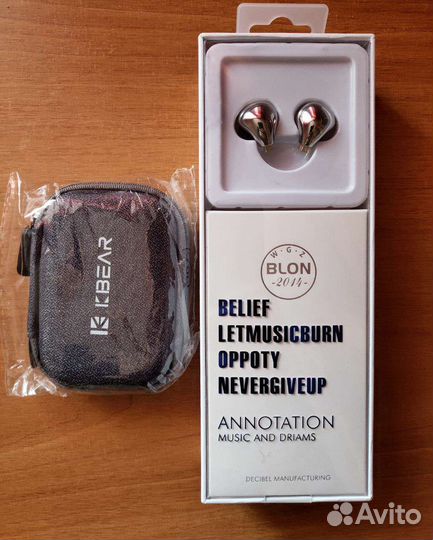 KBEAR
W·G·Z
BLON
-2014-
BELIEF
LETMUSICBURN
OPPOTY
NEVERGIVEUP
ANNOTATION
MUSIC AND DRIAMS
DECIBEL MANUFACTURING
Avito